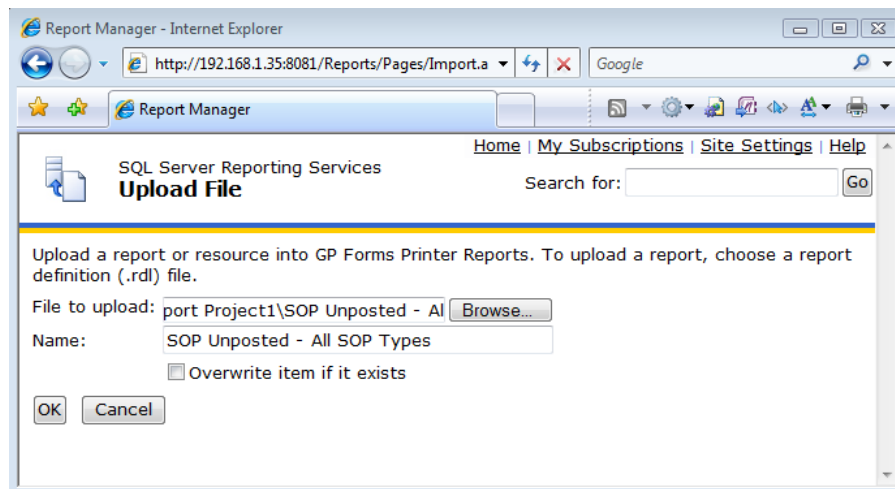 Report Manager - Internet Explorer
http://192.168.1.35:8081/Reports/Pages/Import.a
Google
Report Manager
Home | My Subscriptions | Site Settings | Help
SQL Server Reporting Services
Upload File
Search for:
Go
Upload a report or resource into GP Forms Printer Reports. To upload a report, choose a report
definition (.rdl) file.
File to upload: port Project1\SOP Unposted - Al Browse...
Name: SOP Unposted - All SOP Types
Overwrite item if it exists
OK Cancel